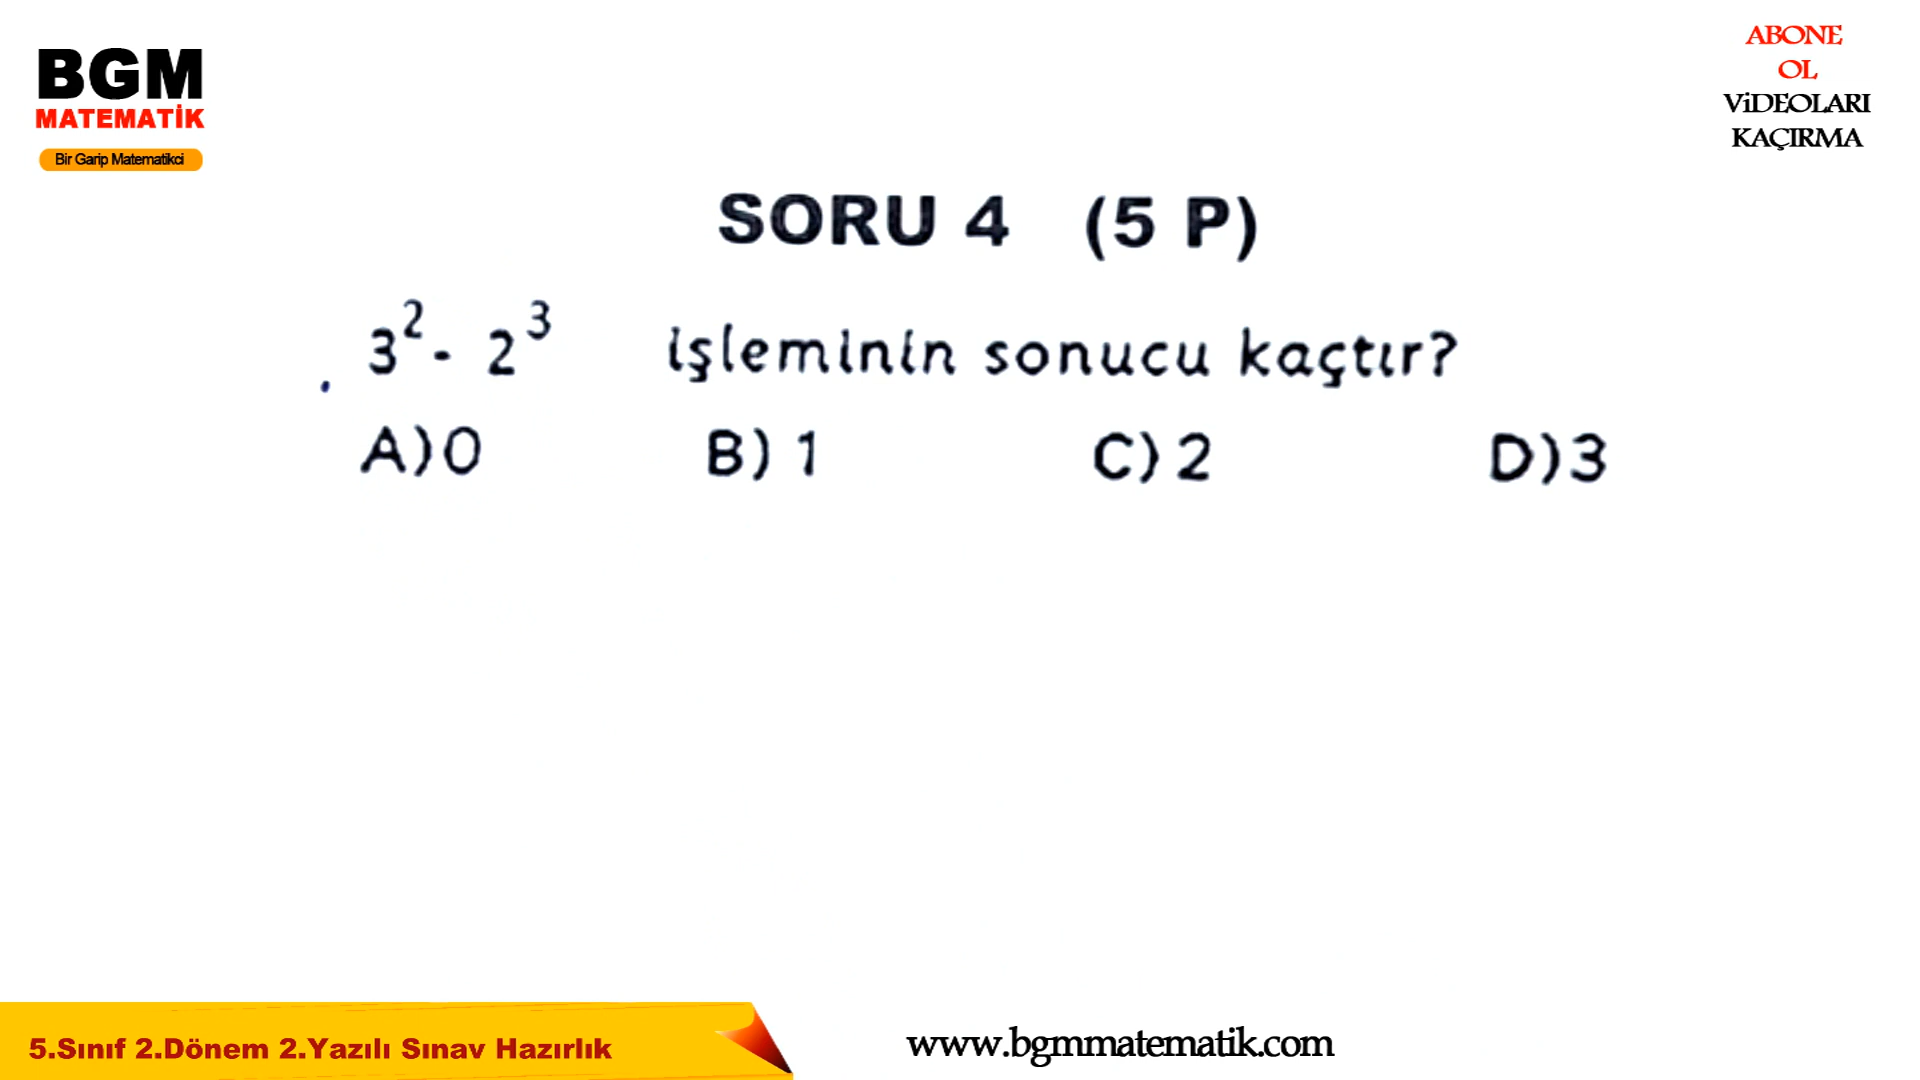 BGM
MATEMATİK
Bir Garip Matematikci
ABONE
OL
ViDEOLARI
KAÇIRMA
SORU 4 (5 P)
3² - 2³ işleminin sonucu kaçtır?
A) 0 B) 1 C) 2 D) 3
5.Sınıf 2.Dönem 2.Yazılı Sınav Hazırlık
www.bgmmatematik.com